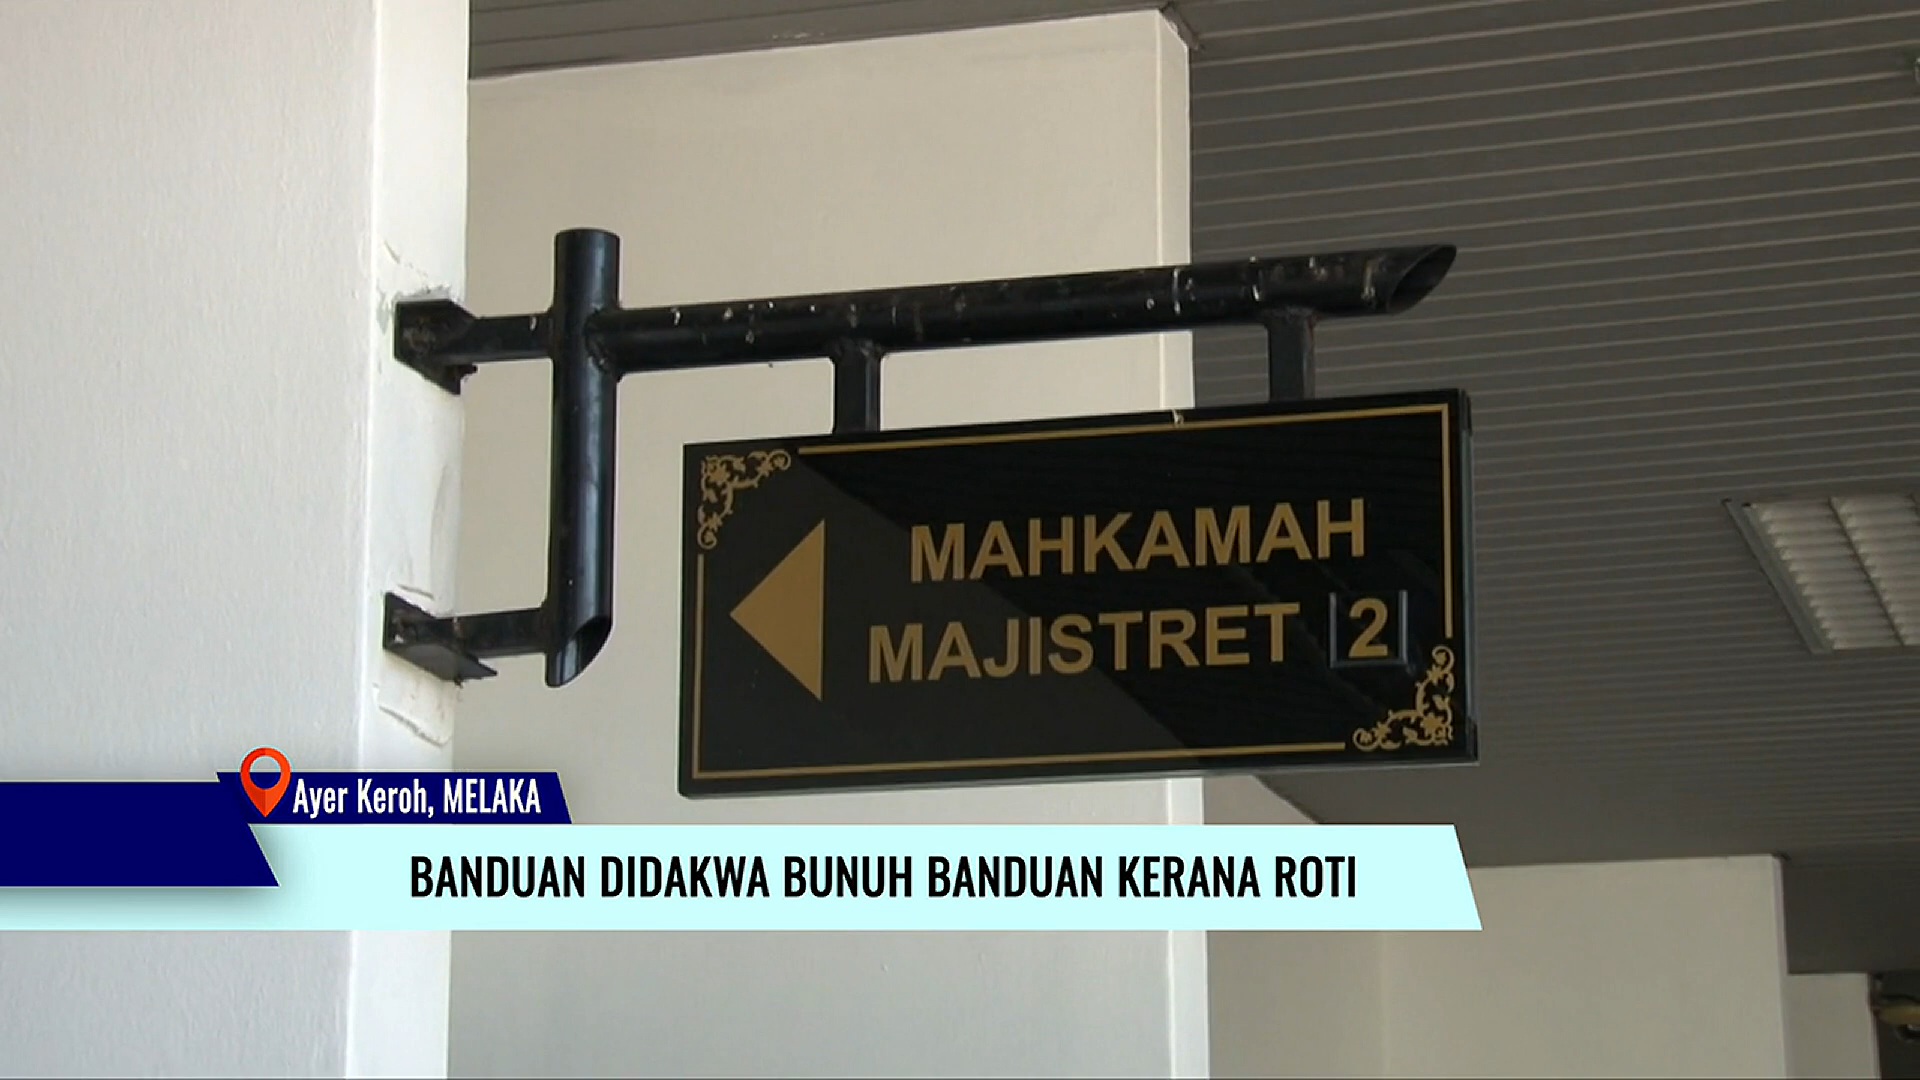 MAHKAMAH
MAJISTRET 2
Ayer Keroh, MELAKA
BANDUAN DIDAKWA BUNUH BANDUAN KERANA ROTI